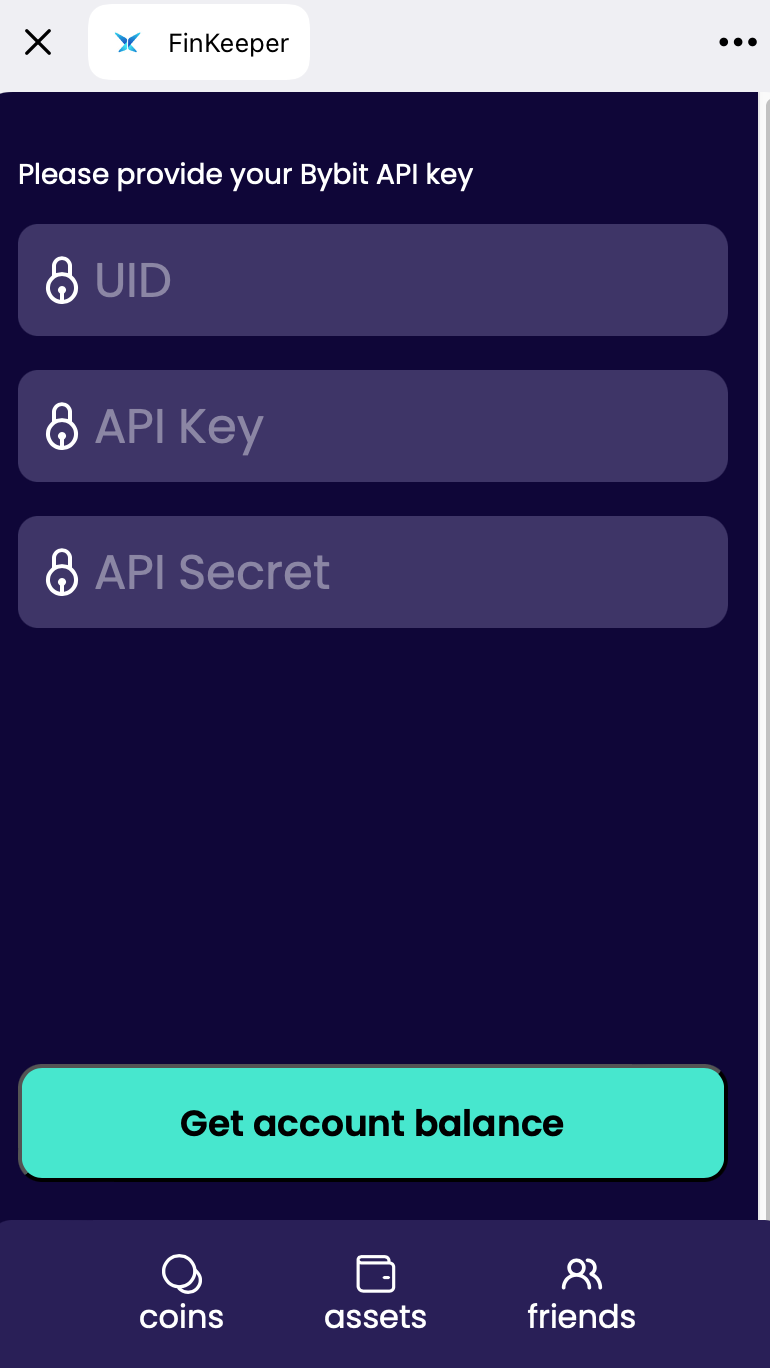 FinKeeper
Please provide your Bybit API key
UID
API Key
API Secret
Get account balance
coins assets friends